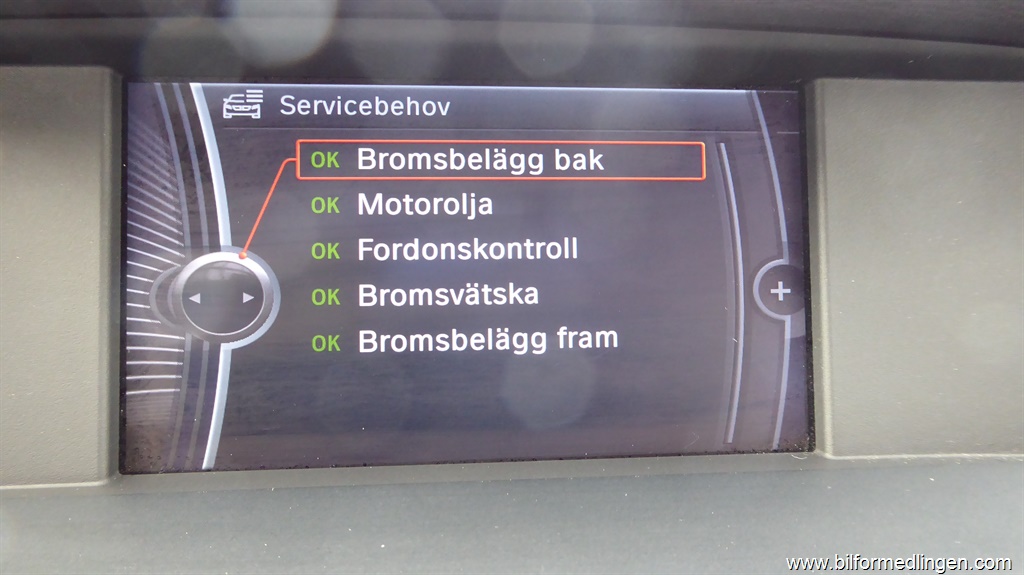 Servicebehov
OK Bromsbelägg bak
OK Motorolja
OK Fordonskontroll
OK Bromsvätska
OK Bromsbelägg fram
+
www.bilformedlingen.com